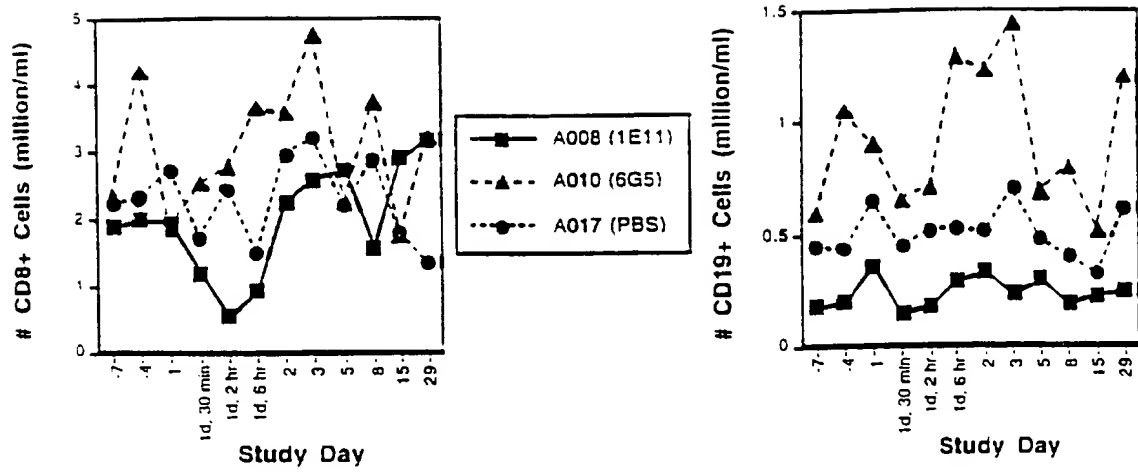 # CD8+ Cells (million/ml)
5
4
3
2
1
0
-7
-4
1
1d, 30 min
1d, 2 hr
1d, 6 hr
2
3
5
8
15
29
Study Day
A008 (1E11)
A010 (6G5)
A017 (PBS)
# CD19+ Cells (million/ml)
1.5
1
0.5
0
-7
-4
1
1d, 30 min
1d, 2 hr
1d, 6 hr
2
3
5
8
15
29
Study Day